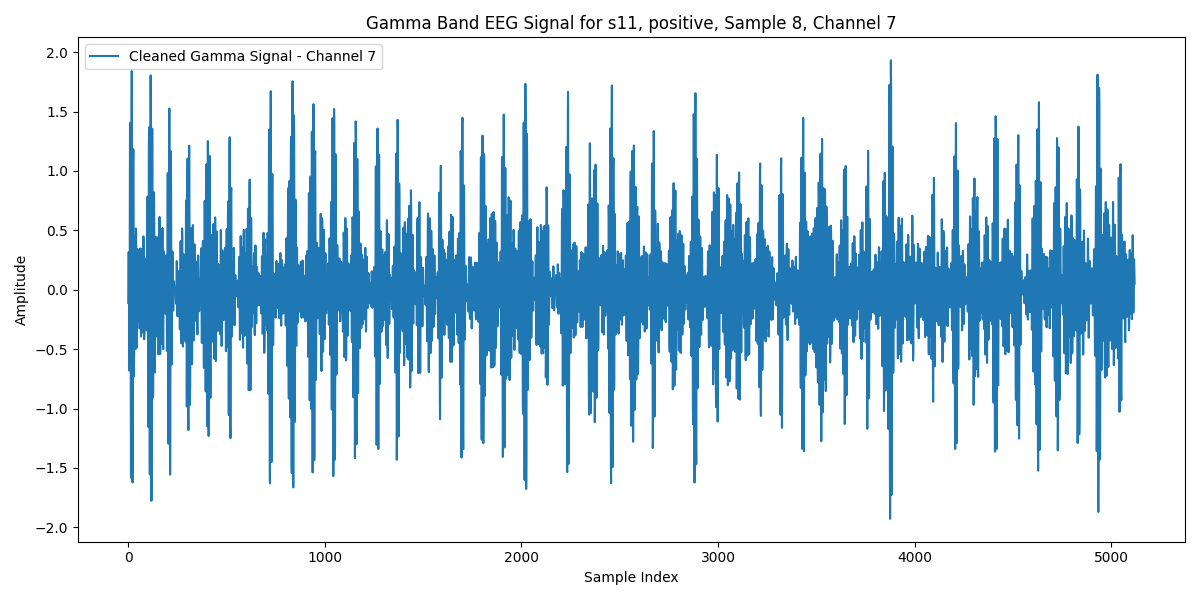 Gamma Band EEG Signal for s11, positive, Sample 8, Channel 7
Cleaned Gamma Signal - Channel 7
2.0
1.5
1.0
0.5
0.0
−0.5
−1.0
−1.5
−2.0
Amplitude
0 1000 2000 3000 4000 5000
Sample Index